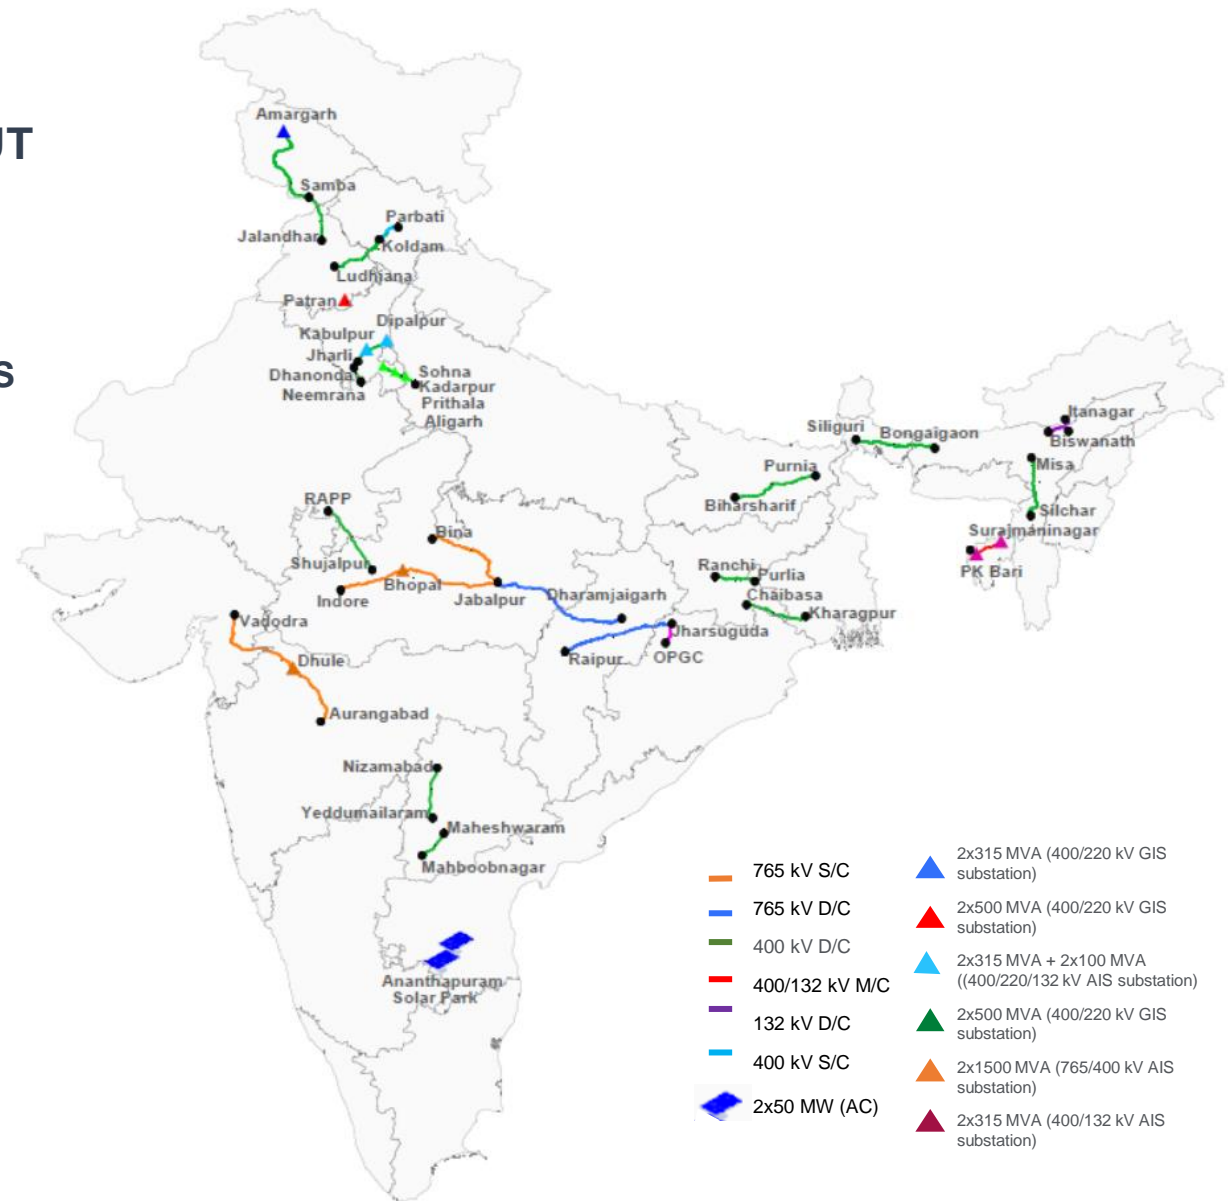 UT
S
Amargarh
Samba
Jalandhar
Parbati
Koldam
Ludhiana
Patran
Dipalpur
Kabulpur
Jharli
Dhanonda
Neemrana
Sohna
Kadarpur
Prithala
Aligarh
Itanagar
Siliguri
Bongaigaon
Biswanath
Misa
Purnia
Biharsharif
Silchar
Surajmaninagar
PK Bari
RAPP
Bina
Shujalpur
Bhopal
Indore
Jabalpur
Ranchi
Purlia
Chaibasa
Kharagpur
Dharamjaigarh
Jharsuguda
Raipur
OPGC
Vadodra
Dhule
Aurangabad
Nizamabad
Yeddumailaram
Maheshwaram
Mahboobnagar
Ananthapuram
Solar Park
765 kV S/C
765 kV D/C
400 kV D/C
400/132 kV M/C
132 kV D/C
400 kV S/C
2x50 MW (AC)
2x315 MVA (400/220 kV GIS
substation)
2x500 MVA (400/220 kV GIS
substation)
2x315 MVA + 2x100 MVA
((400/220/132 kV AIS substation)
2x500 MVA (400/220 kV GIS
substation)
2x1500 MVA (765/400 kV AIS
substation)
2x315 MVA (400/132 kV AIS
substation)